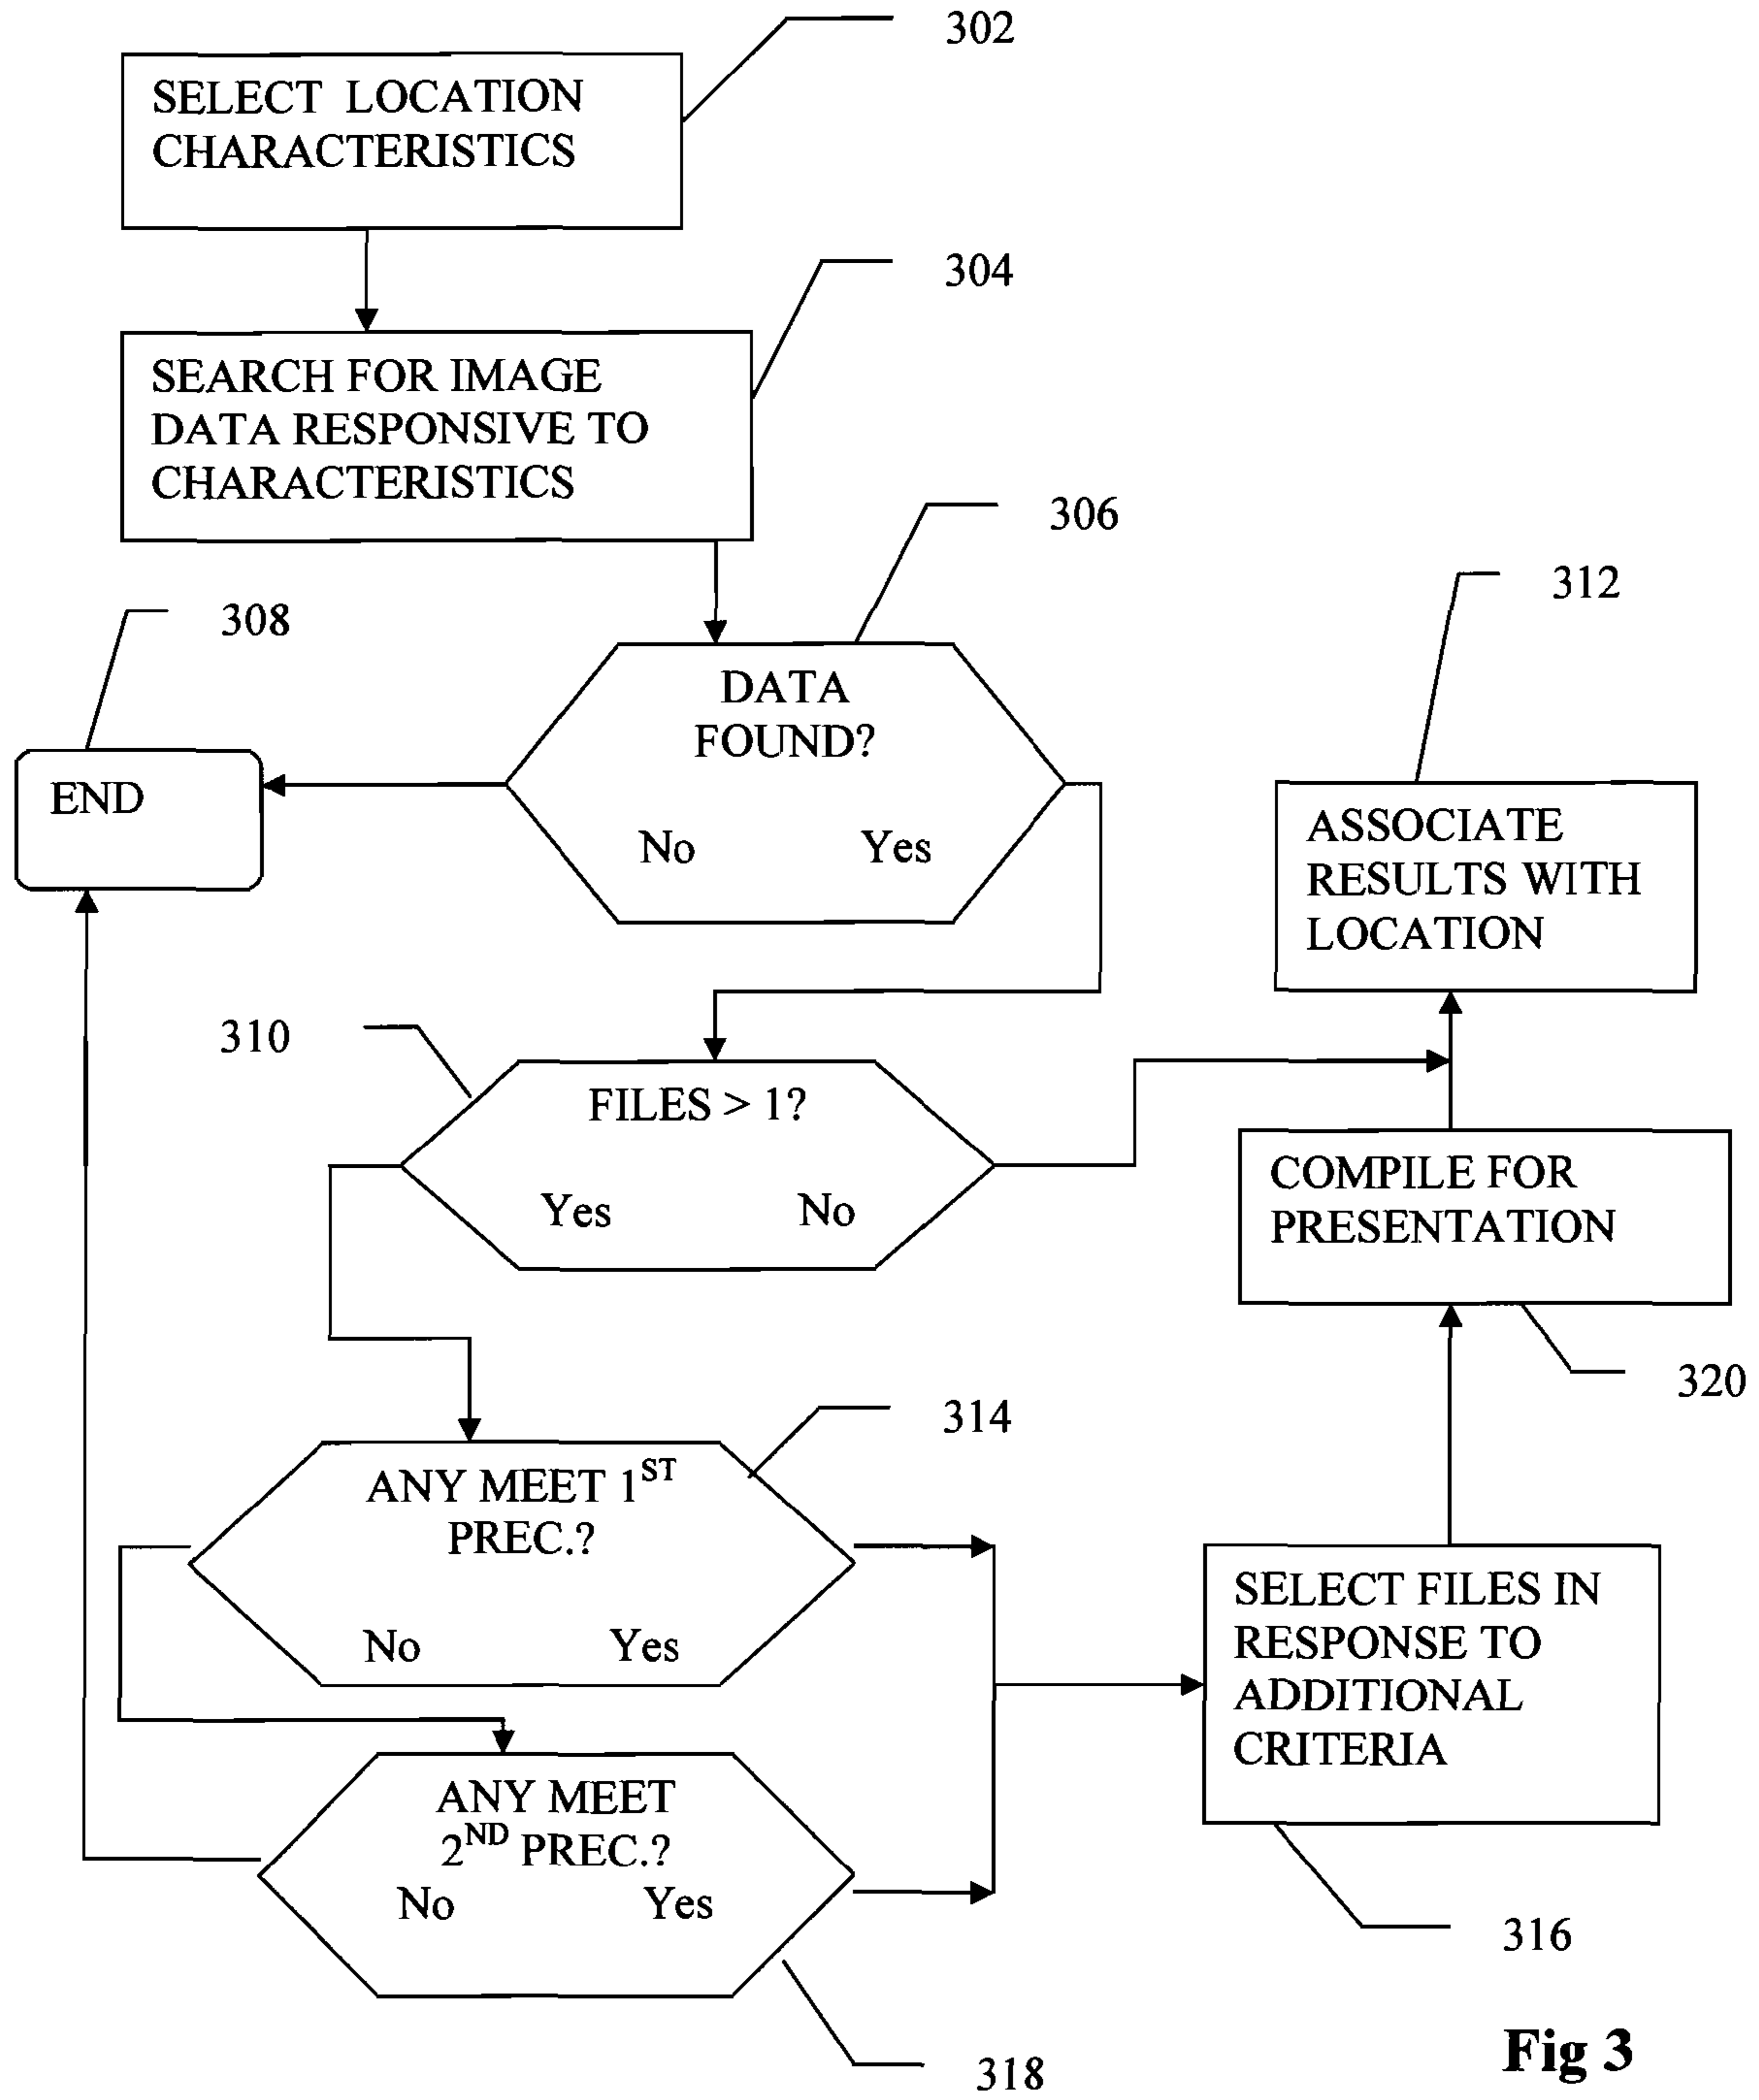 302
SELECT LOCATION
CHARACTERISTICS
304
SEARCH FOR IMAGE
DATA RESPONSIVE TO
CHARACTERISTICS
306
DATA
FOUND?
No Yes
308
END
312
ASSOCIATE
RESULTS WITH
LOCATION
310
FILES > 1?
Yes No
COMPILE FOR
PRESENTATION
320
314
ANY MEET 1ST
PREC.?
No Yes
SELECT FILES IN
RESPONSE TO
ADDITIONAL
CRITERIA
316
ANY MEET
2ND PREC.?
No Yes
318
Fig 3